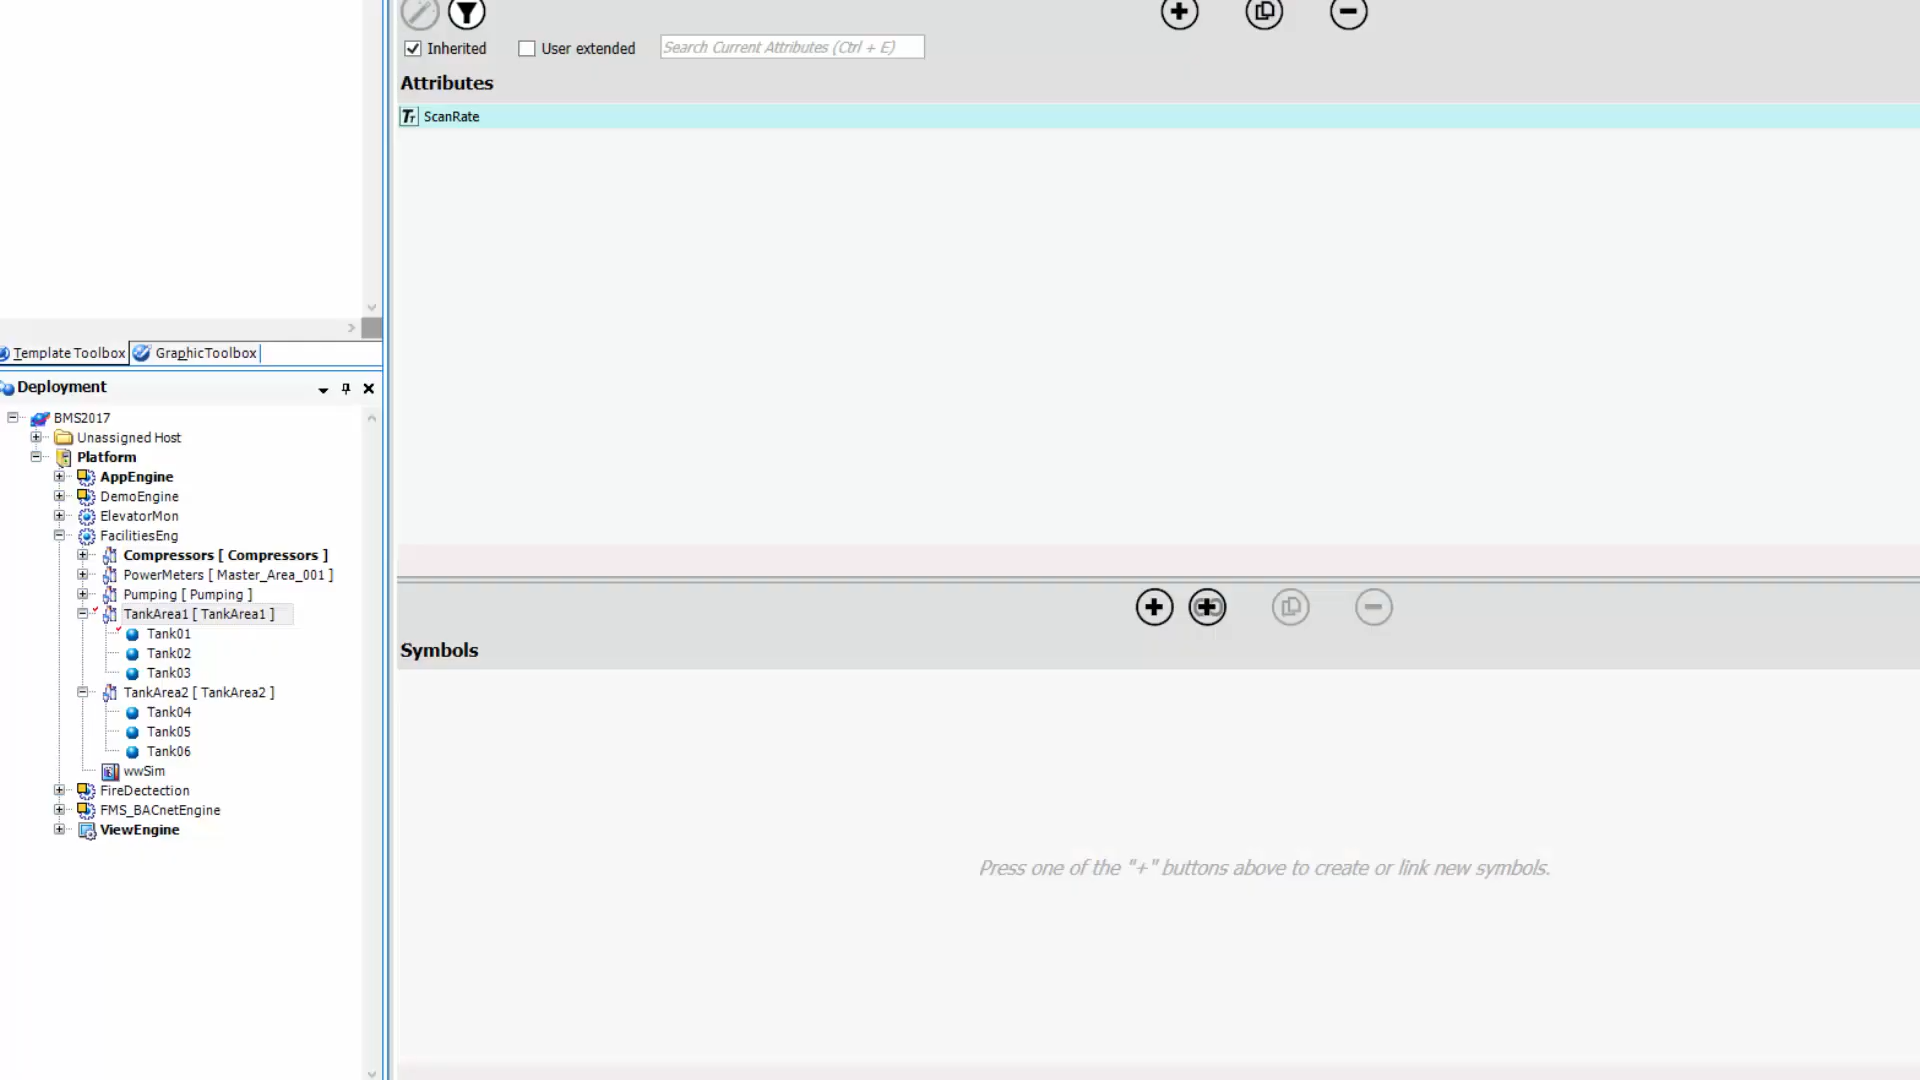 Inherited
User extended
Search Current Attributes (Ctrl + E)
Attributes
Tr ScanRate
Template Toolbox
GraphicToolbox
Deployment
BMS2017
Unassigned Host
Platform
AppEngine
DemoEngine
ElevatorMon
FacilitiesEng
Compressors [ Compressors ]
PowerMeters [ Master_Area_001 ]
Pumping [ Pumping ]
TankArea1 [ TankArea1 ]
Tank01
Tank02
Tank03
TankArea2 [ TankArea2 ]
Tank04
Tank05
Tank06
wwSim
FireDectection
FMS_BACnetEngine
ViewEngine
Symbols
Press one of the "+" buttons above to create or link new symbols.